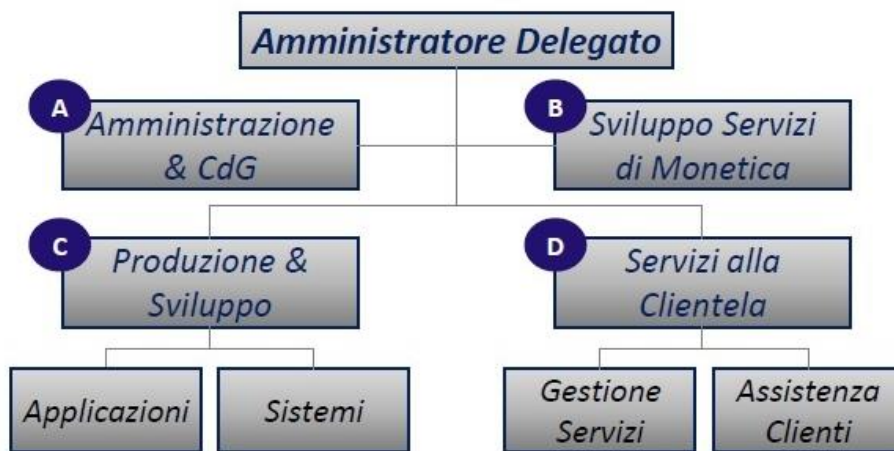 Amministratore Delegato
A
Amministrazione
& CdG
B
Sviluppo Servizi
di Monetica
C
Produzione &
Sviluppo
D
Servizi alla
Clientela
Applicazioni
Sistemi
Gestione
Servizi
Assistenza
Clienti